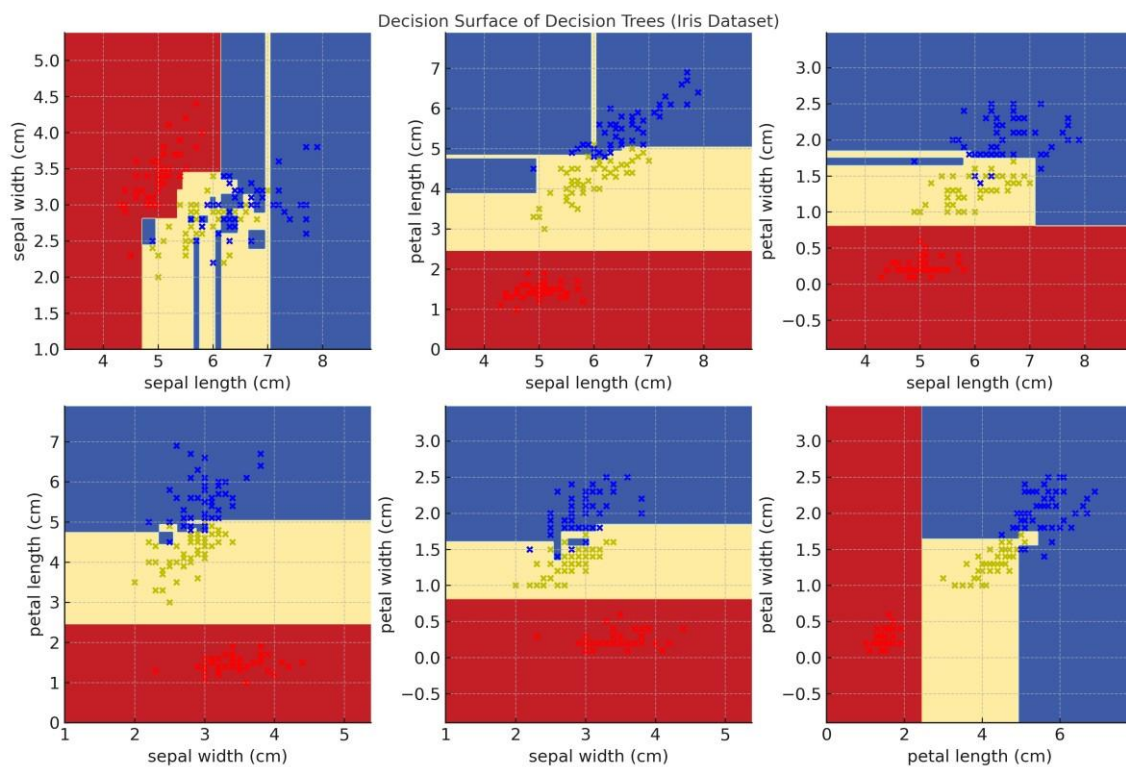 Decision Surface of Decision Trees (Iris Dataset)
5.0
4.5
4.0
3.5
3.0
2.5
2.0
1.5
1.0
sepal width (cm)
4 5 6 7 8
sepal length (cm)
7
6
5
4
3
2
1
0
petal length (cm)
4 5 6 7 8
sepal length (cm)
3.0
2.5
2.0
1.5
1.0
0.5
0.0
−0.5
petal width (cm)
4 5 6 7 8
sepal length (cm)
7
6
5
4
3
2
1
0
petal length (cm)
1 2 3 4 5
sepal width (cm)
3.0
2.5
2.0
1.5
1.0
0.5
0.0
−0.5
petal width (cm)
1 2 3 4 5
sepal width (cm)
3.0
2.5
2.0
1.5
1.0
0.5
0.0
−0.5
petal width (cm)
0 2 4 6
petal length (cm)